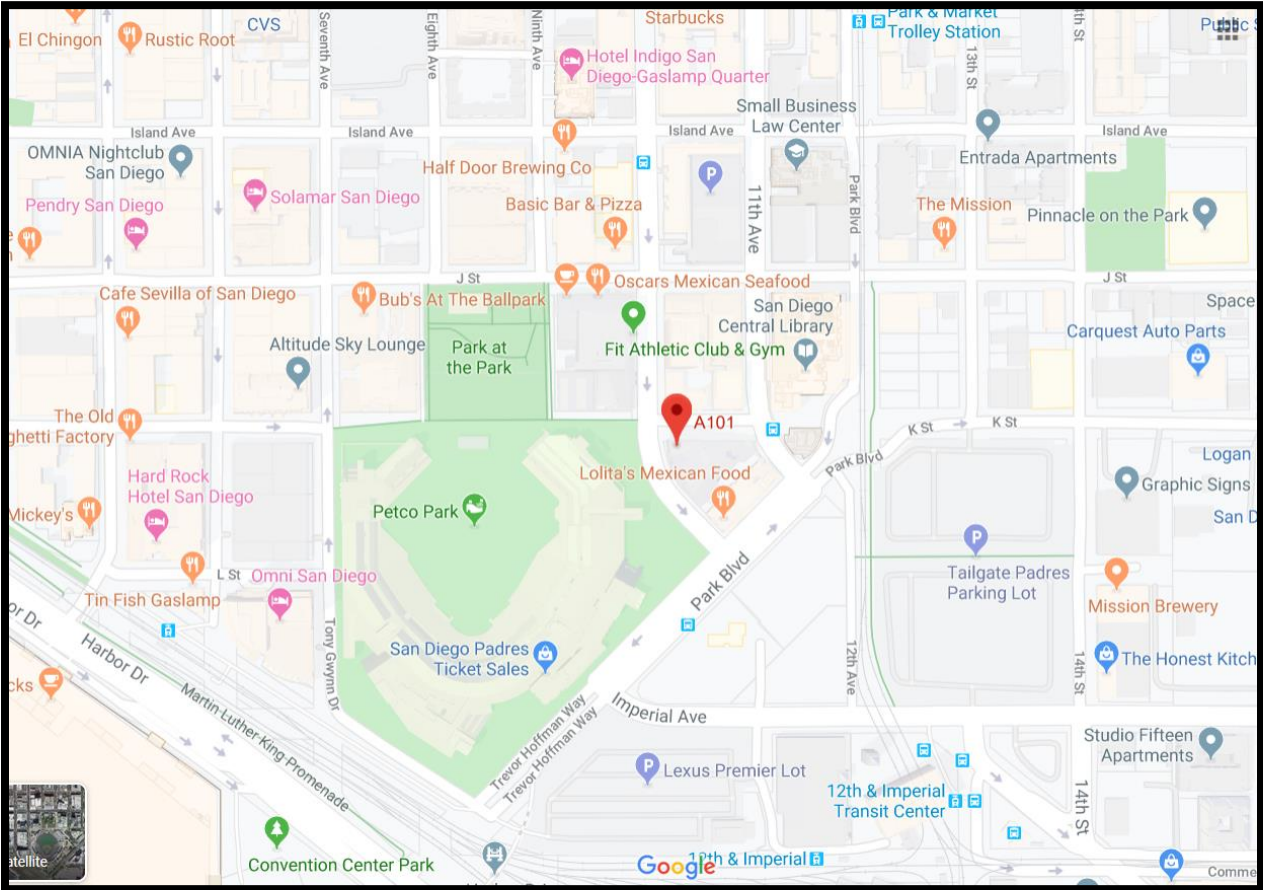 El Chingon
Rustic Root
CVS
Seventh Ave
Eighth Ave
Ninth Ave
Starbucks
Park & Market
Trolley Station
13th St
Hotel Indigo San
Diego-Gaslamp Quarter
Small Business
Law Center
Island Ave
Island Ave
Island Ave
Island Ave
OMNIA Nightclub
San Diego
Half Door Brewing Co
P
Entrada Apartments
Pendry San Diego
Solamar San Diego
Basic Bar & Pizza
11th Ave
Park Blvd
The Mission
Pinnacle on the Park
J St
J St
Cafe Sevilla of San Diego
Bub's At The Ballpark
Oscars Mexican Seafood
San Diego
Central Library
Space
Carquest Auto Parts
Altitude Sky Lounge
Park at
the Park
Fit Athletic Club & Gym
The Old
ghetti Factory
A101
K St
K St
Park Blvd
Hard Rock
Hotel San Diego
Lolita's Mexican Food
Logan
Graphic Signs
Mickey's
Petco Park
San D
P
L St
Omni San Diego
Tin Fish Gaslamp
Park Blvd
Tailgate Padres
Parking Lot
Mission Brewery
or Dr
Harbor Dr
Tony Gwynn Dr
San Diego Padres
Ticket Sales
12th Ave
14th St
The Honest Kitch
cks
Martin Luther King Promenade
Trevor Hoffman Way
Trevor Hoffman Way
Imperial Ave
Studio Fifteen
Apartments
P
Lexus Premier Lot
12th & Imperial
Transit Center
14th St
atellite
Convention Center Park
Google
12th & Imperial
Comme